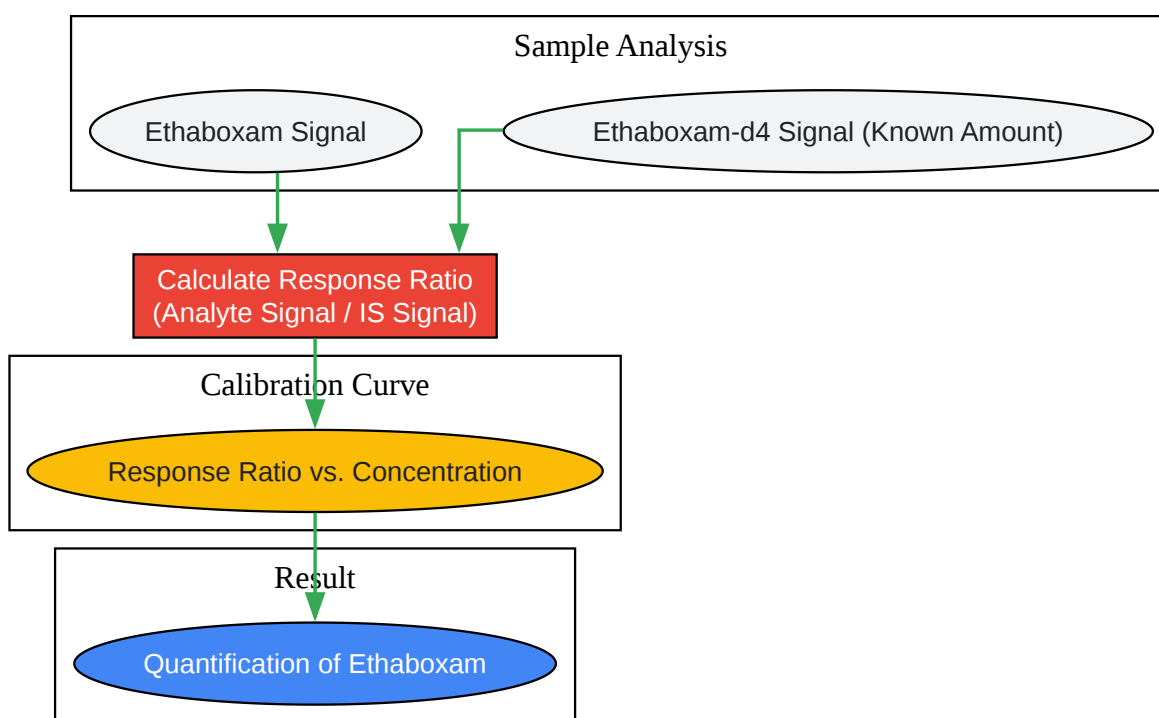 Sample Analysis
Ethaboxam Signal
Ethaboxam-d4 Signal (Known Amount)
Calculate Response Ratio
(Analyte Signal / IS Signal)
Calibration Curve
Response Ratio vs. Concentration
Result
Quantification of Ethaboxam